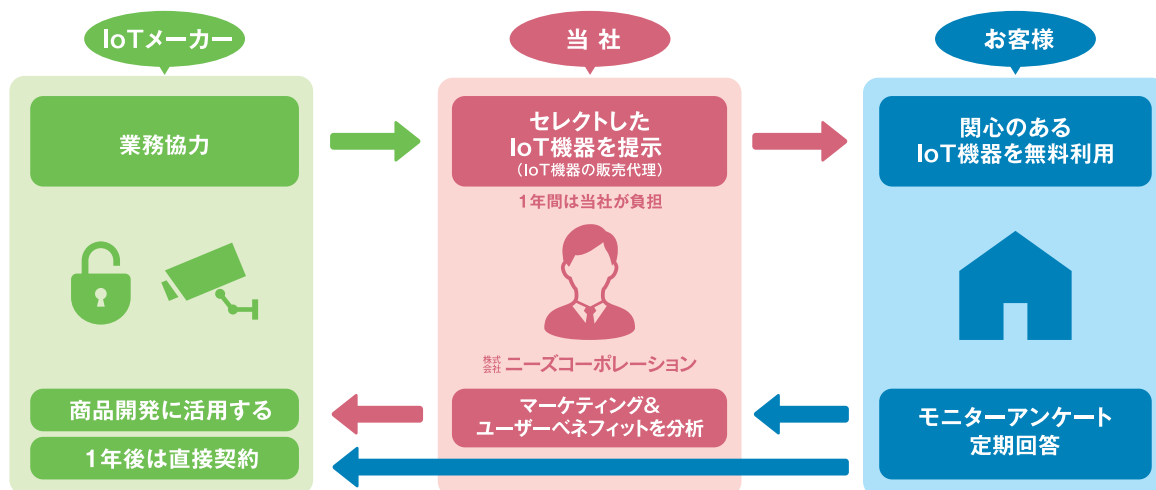 IoTメーカー
業務協力
商品開発に活用する
1年後は直接契約
当社
セレクトした
IoT機器を提示
（IoT機器の販売代理）
1年間は当社が負担
株式会社 ニーズコーポレーション
マーケティング＆
ユーザーベネフィットを分析
お客様
関心のある
IoT機器を無料利用
モニターアンケート
定期回答